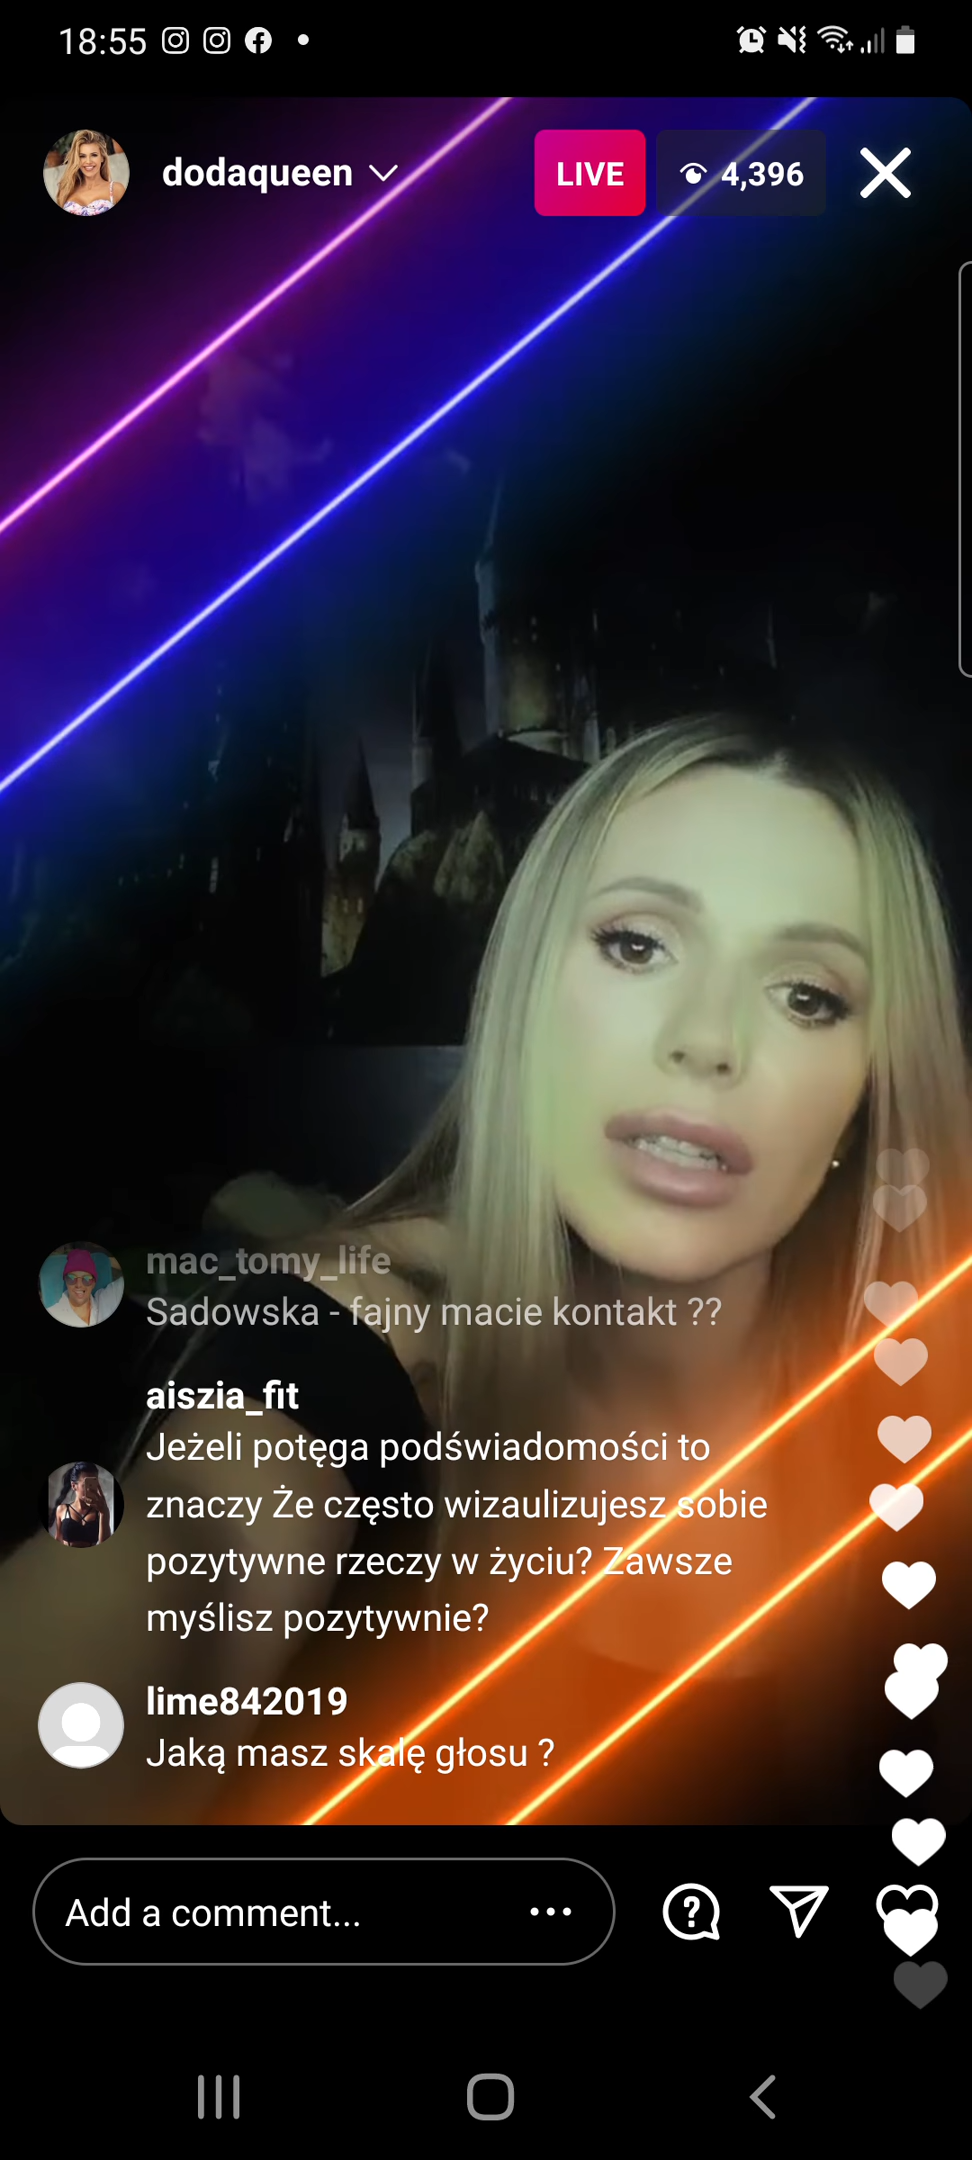 18:55
dodaqueen
LIVE
4,396
mac_tomy_life
Sadowska - fajny macie kontakt ??
aiszia_fit
Jeżeli potęga podświadomości to
znaczy Że często wizaulizujesz sobie
pozytywne rzeczy w życiu? Zawsze
myślisz pozytywnie?
lime842019
Jaką masz skalę głosu ?
Add a comment...